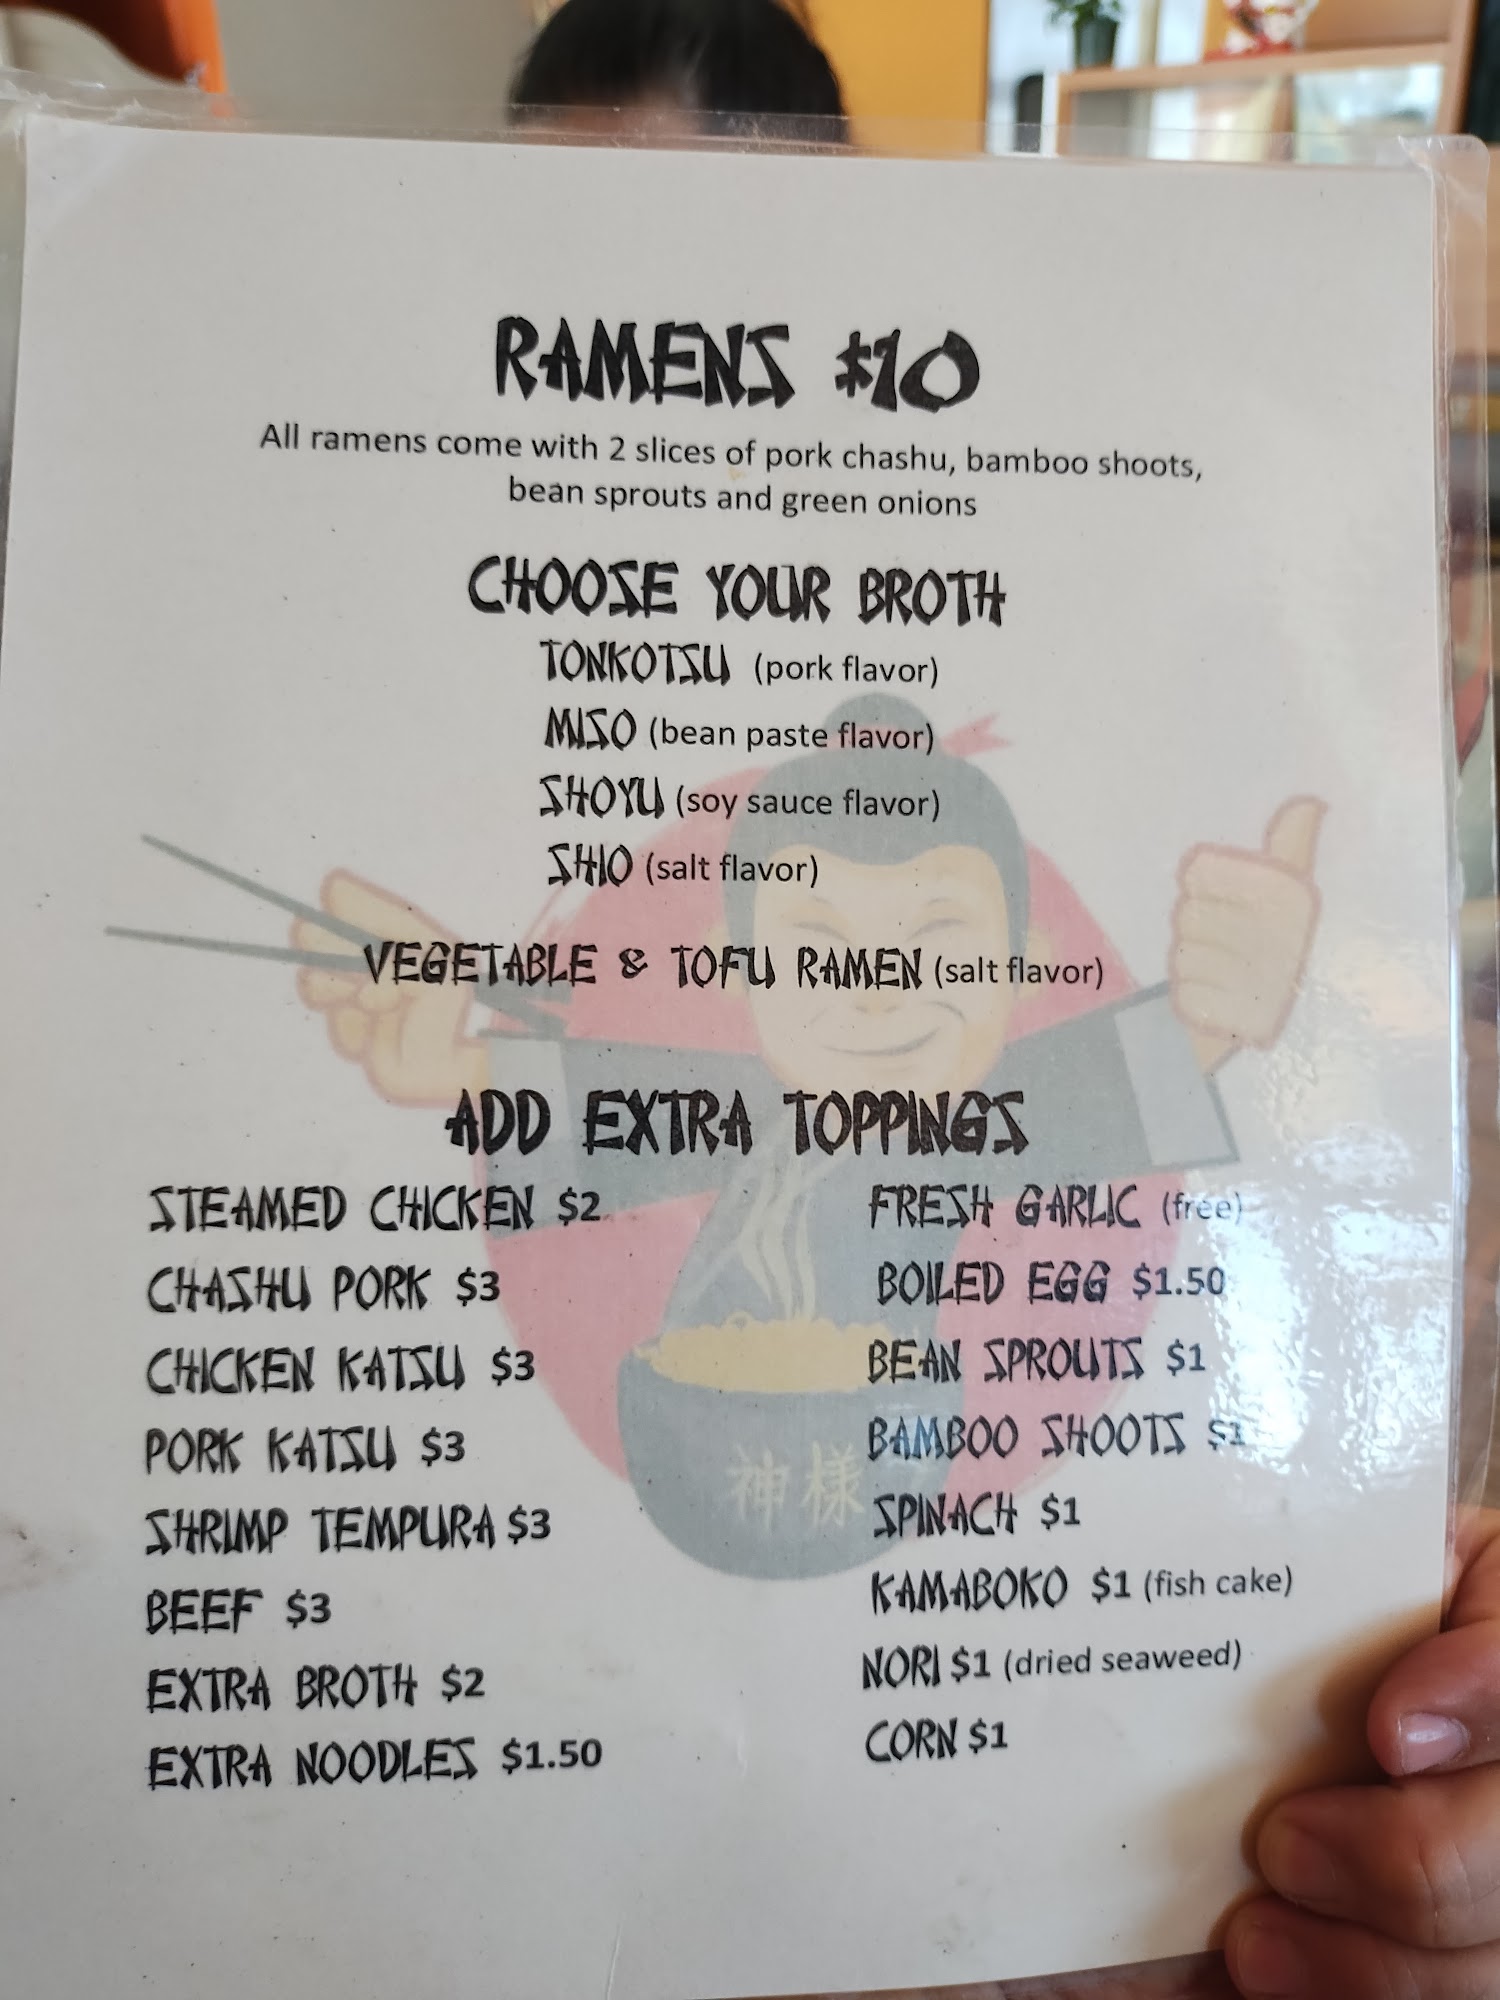 RAMENS $10
All ramens come with 2 slices of pork chashu, bamboo shoots,
bean sprouts and green onions
CHOOSE YOUR BROTH
TONKOTSU (pork flavor)
MISO (bean paste flavor)
SHOYU (soy sauce flavor)
SHIO (salt flavor)
VEGETABLE & TOFU RAMEN (salt flavor)
ADD EXTRA TOPPINGS
STEAMED CHICKEN $2
CHASHU PORK $3
CHICKEN KATSU $3
PORK KATSU $3
SHRIMP TEMPURA $3
BEEF $3
EXTRA BROTH $2
EXTRA NOODLES $1.50
FRESH GARLIC (free)
BOILED EGG $1.50
BEAN SPROUTS $1
BAMBOO SHOOTS $1
SPINACH $1
KAMABOKO $1 (fish cake)
NORI $1 (dried seaweed)
CORN $1
神様